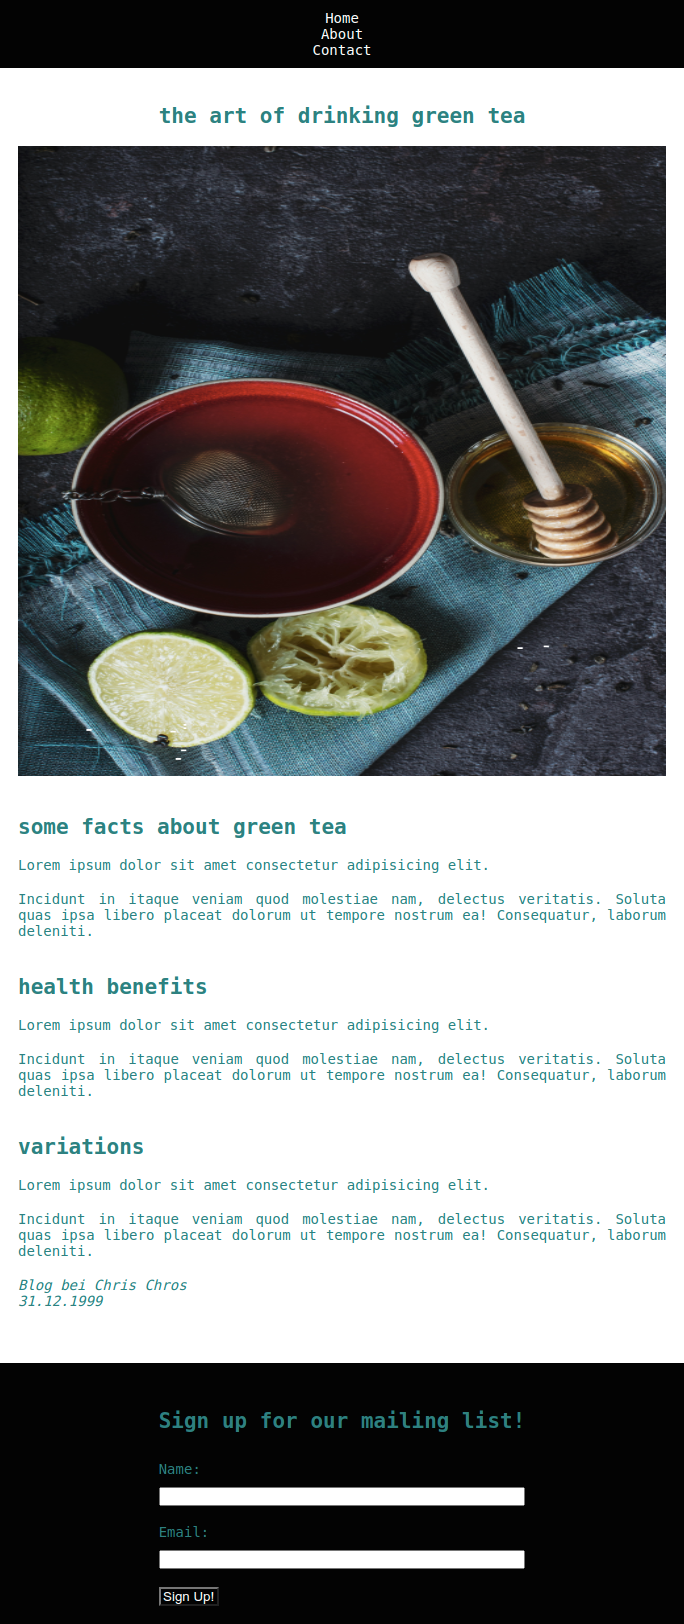 Home
About
Contact
the art of drinking green tea
some facts about green tea
Lorem ipsum dolor sit amet consectetur adipisicing elit.
Incidunt in itaque veniam quod molestiae nam, delectus veritatis. Soluta
quas ipsa libero placeat dolorum ut tempore nostrum ea! Consequatur, laborum
deleniti.
health benefits
Lorem ipsum dolor sit amet consectetur adipisicing elit.
Incidunt in itaque veniam quod molestiae nam, delectus veritatis. Soluta
quas ipsa libero placeat dolorum ut tempore nostrum ea! Consequatur, laborum
deleniti.
variations
Lorem ipsum dolor sit amet consectetur adipisicing elit.
Incidunt in itaque veniam quod molestiae nam, delectus veritatis. Soluta
quas ipsa libero placeat dolorum ut tempore nostrum ea! Consequatur, laborum
deleniti.
Blog bei Chris Chros
31.12.1999
Sign up for our mailing list!
Name:
Email:
Sign Up!